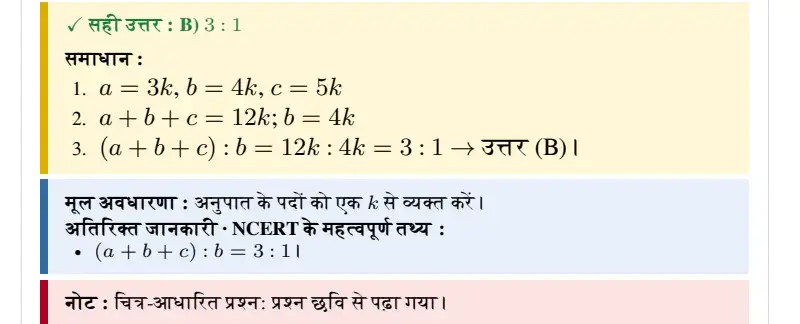 ✓ सही उत्तर : B) 3 : 1
समाधान :
1. a = 3k, b = 4k, c = 5k
2. a + b + c = 12k; b = 4k
3. (a + b + c) : b = 12k : 4k = 3 : 1 → उत्तर (B)।
मूल अवधारणा : अनुपात के पदों को एक k से व्यक्त करें।
अतिरिक्त जानकारी · NCERT के महत्वपूर्ण तथ्य :
• (a + b + c) : b = 3 : 1।
नोट : चित्र-आधारित प्रश्न: प्रश्न छवि से पढ़ा गया।